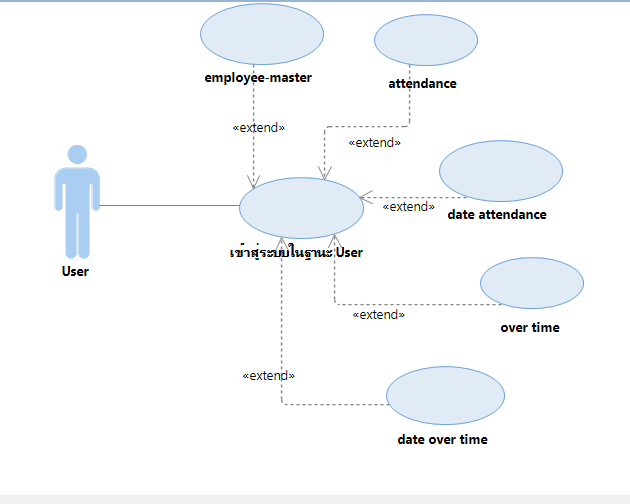 employee-master
attendance
«extend»
«extend»
date attendance
«extend»
เข้าสู่ระบบในฐานะ User
User
«extend»
over time
«extend»
date over time